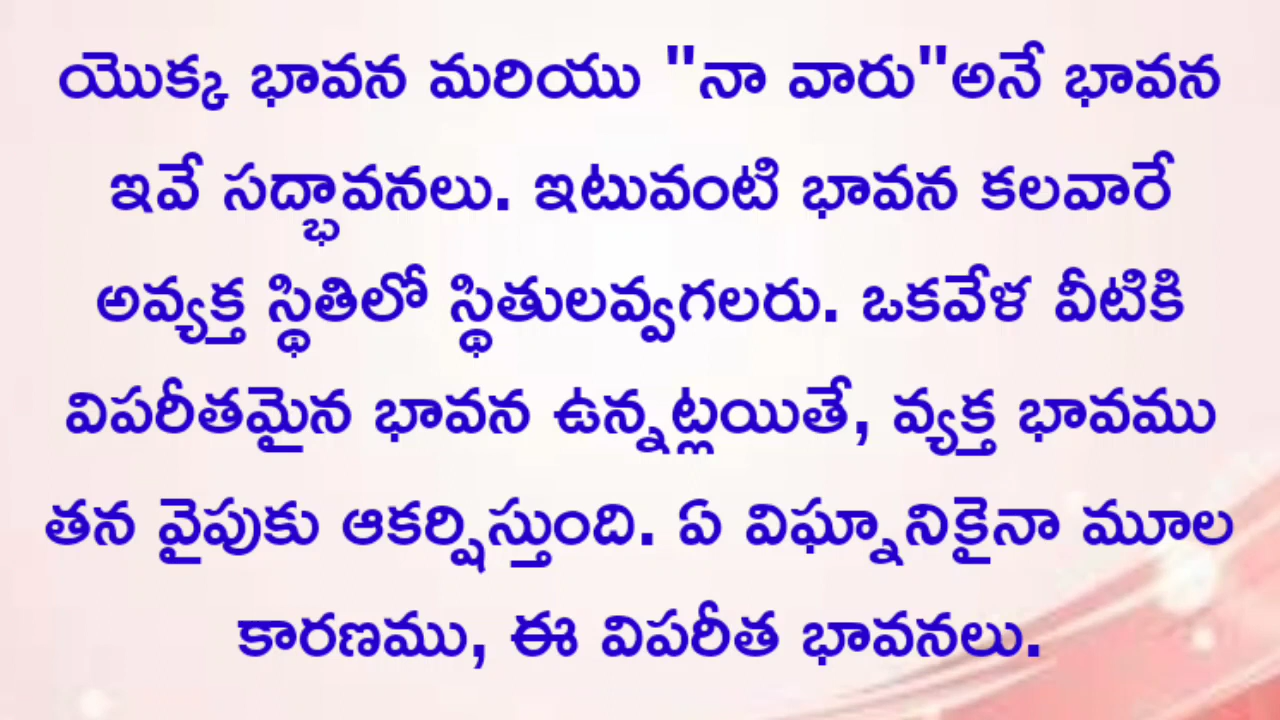 యొక్క భావన మరియు "నా వారు"అనే భావన
ఇవే సద్భావనలు. ఇటువంటి భావన కలవారే
అవ్యక్త స్థితిలో స్థితులవ్వగలరు. ఒకవేళ వీటికి
విపరీతమైన భావన ఉన్నట్లయితే, వ్యక్త భావము
తన వైపుకు ఆకర్షిస్తుంది. ఏ విఘ్నానికైనా మూల
కారణము, ఈ విపరీత భావనలు.